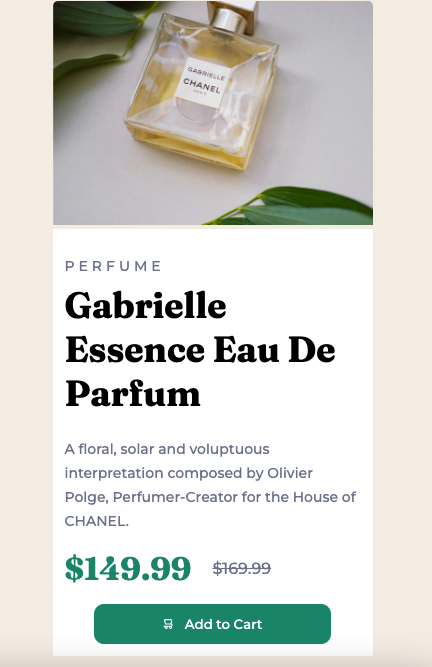 GABRIELLE
CHANEL
PARIS
PERFUME
Gabrielle
Essence Eau De
Parfum
A floral, solar and voluptuous
interpretation composed by Olivier
Polge, Perfumer-Creator for the House of
CHANEL.
$149.99 $169.99
Add to Cart